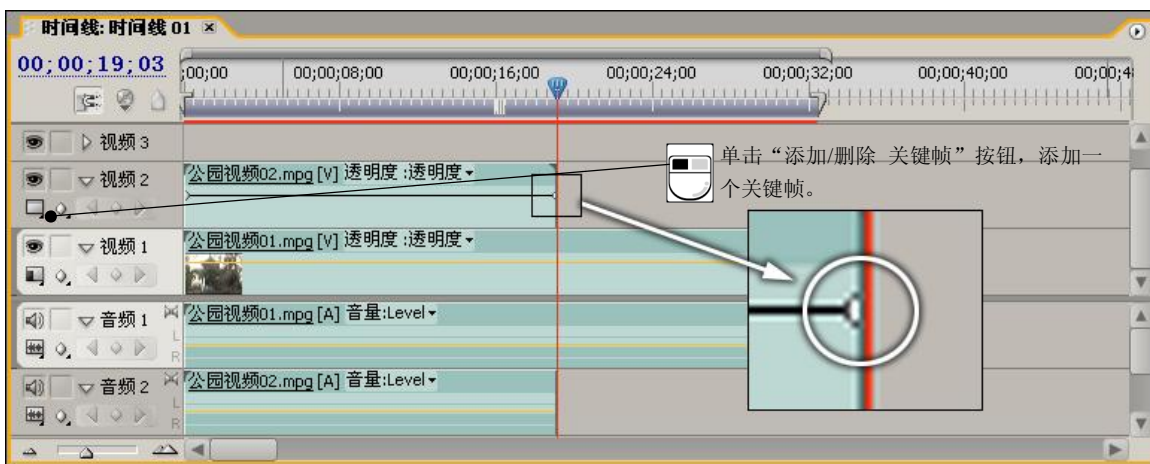 时间线: 时间线 01
00;00;19;03
;00;00 00;00;08;00 00;00;16;00 00;00;24;00 00;00;32;00 00;00;40;00 00;00;4
视频 3
单击“添加/删除 关键帧”按钮，添加一
个关键帧。
视频 2
公园视频02.mpg [V] 透明度 :透明度
视频 1
公园视频01.mpg [V] 透明度 :透明度
音频 1
公园视频01.mpg [A] 音量:Level
L
R
音频 2
公园视频02.mpg [A] 音量:Level
L
R